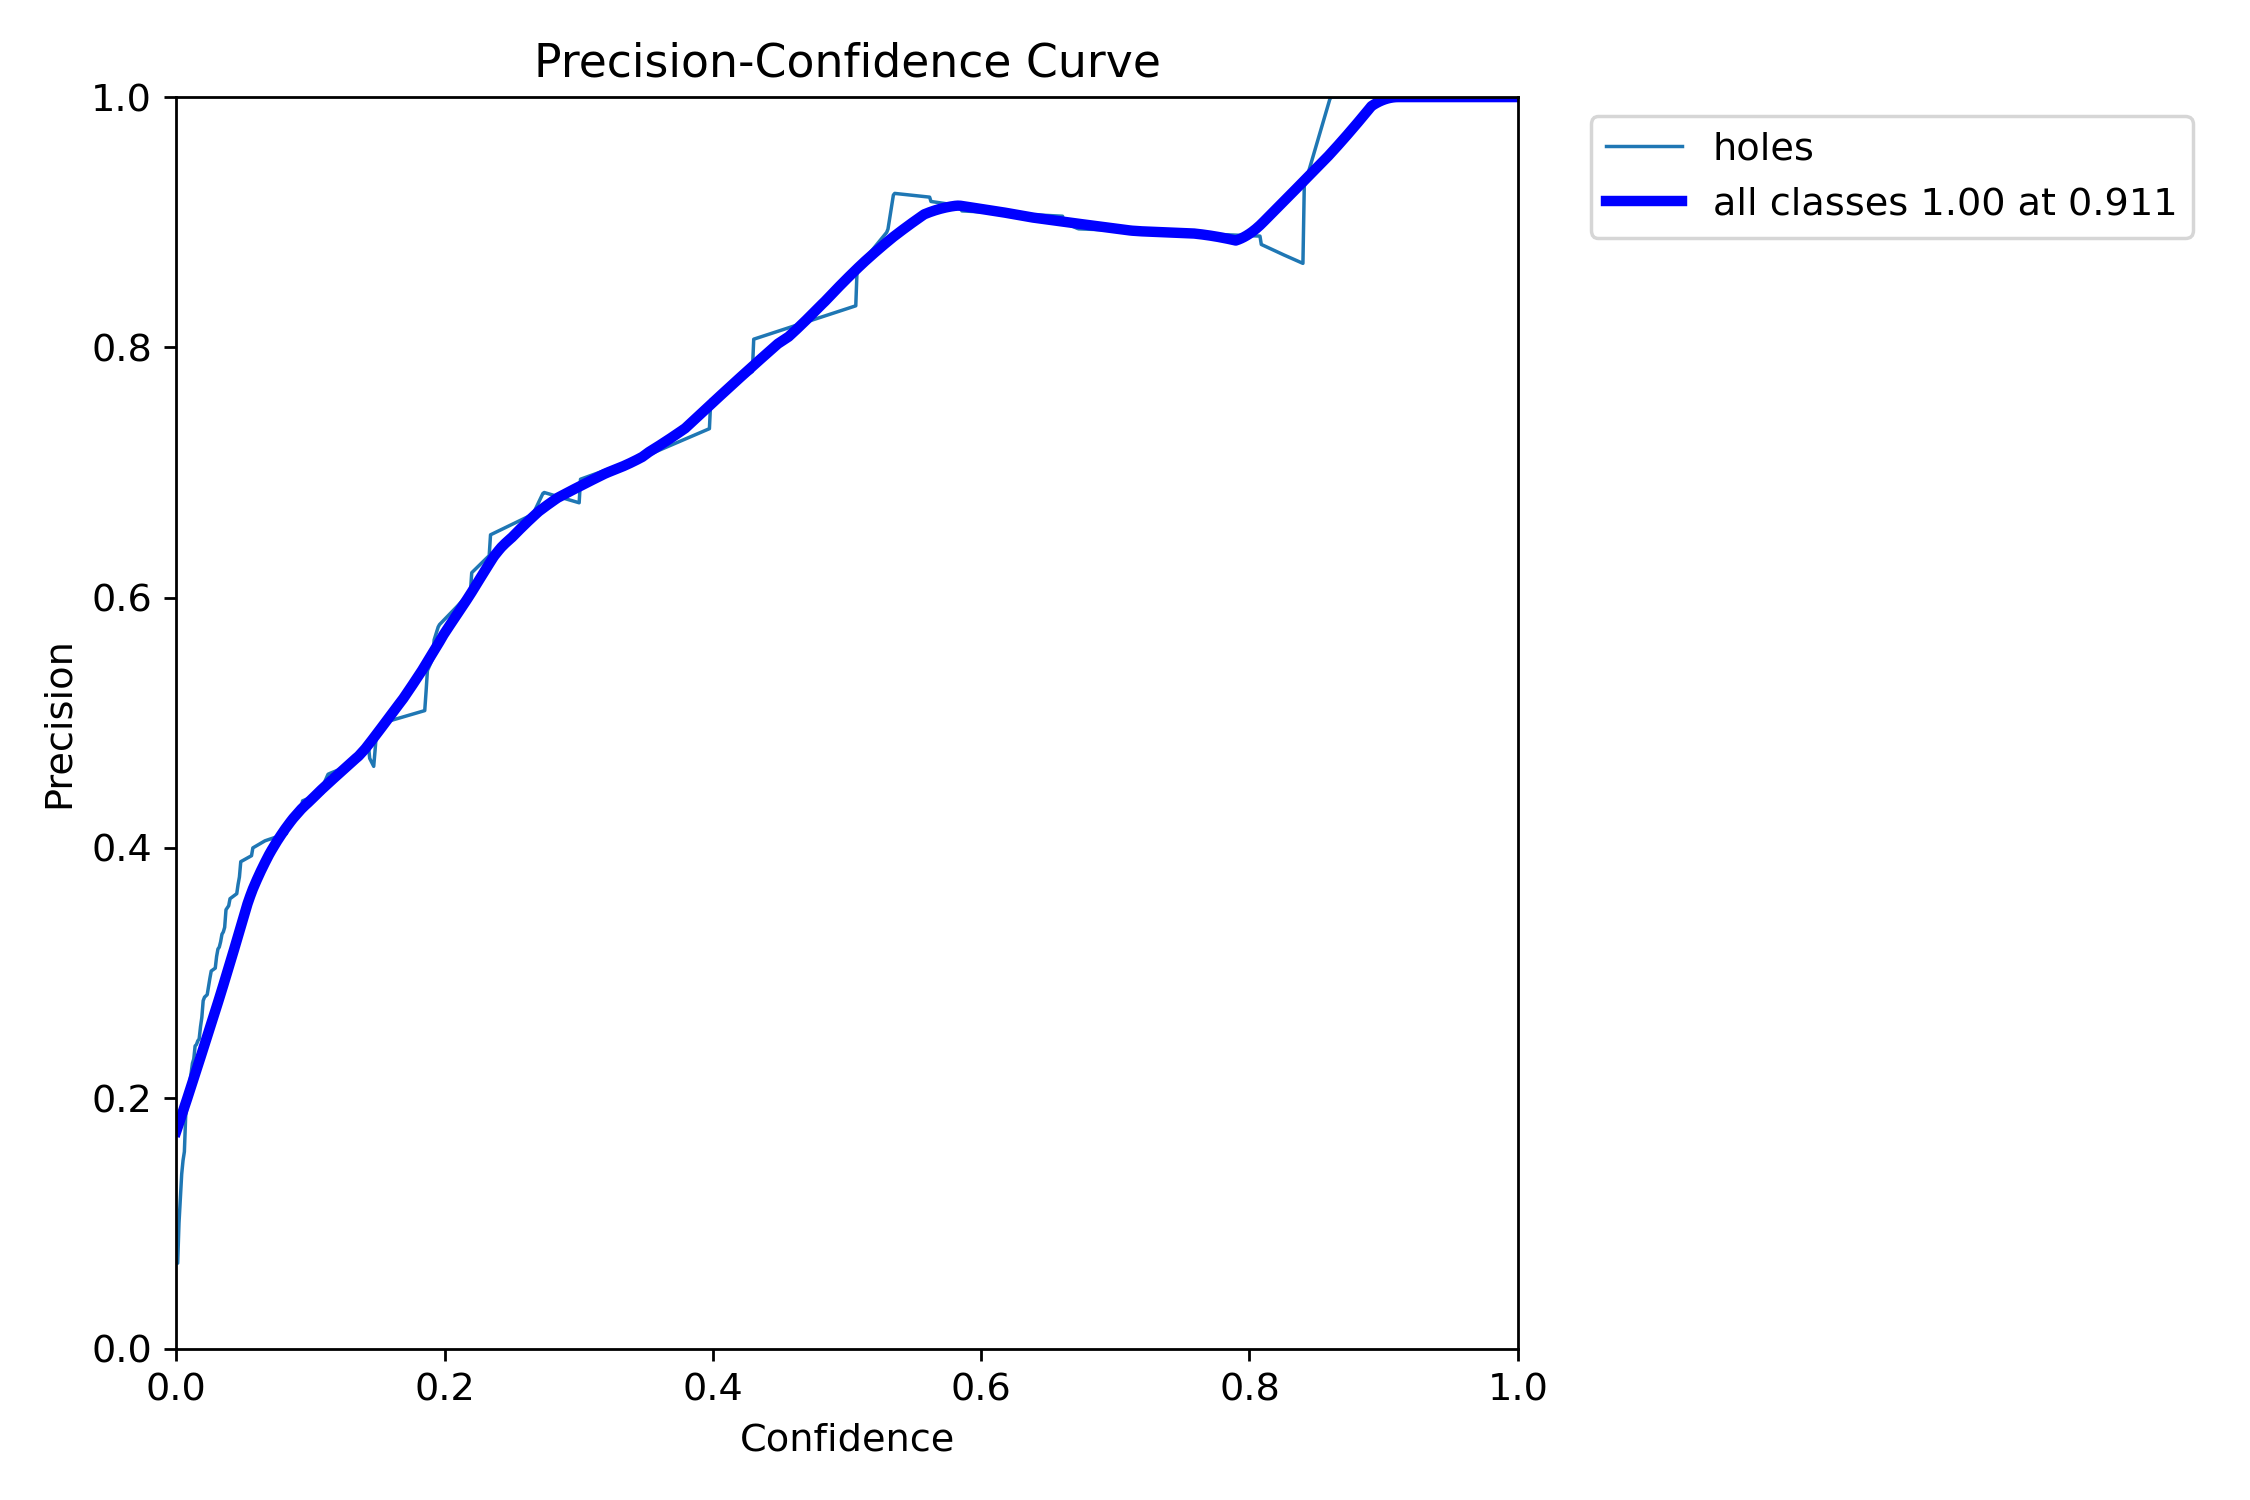 Precision-Confidence Curve
holes
all classes 1.00 at 0.911
Precision
1.0
0.8
0.6
0.4
0.2
0.0
0.0 0.2 0.4 0.6 0.8 1.0
Confidence